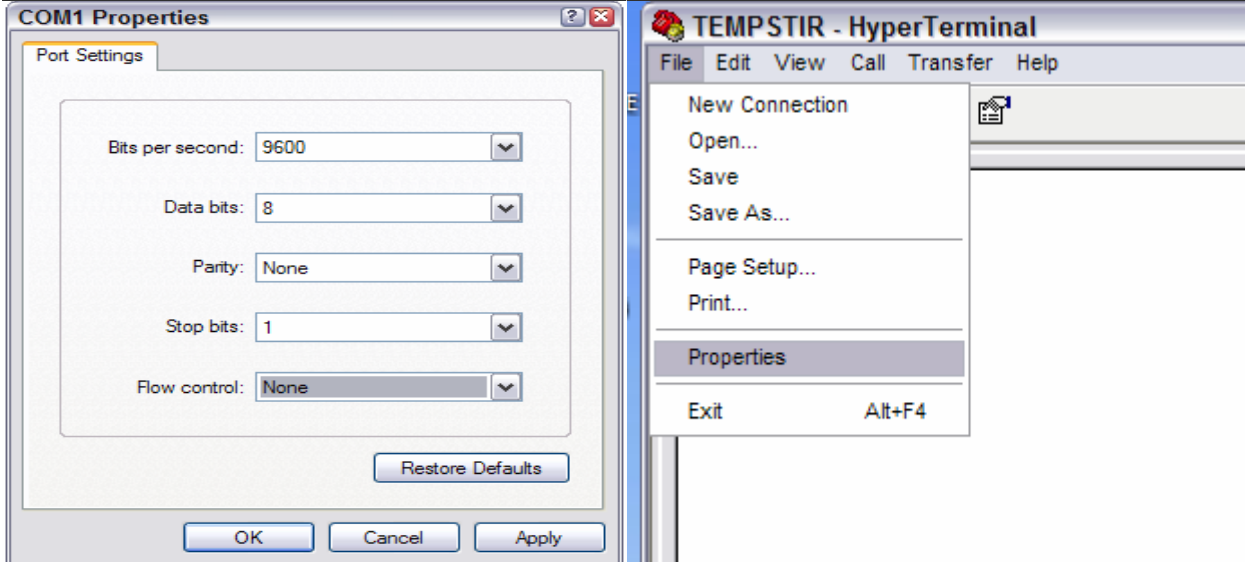 COM1 Properties
Port Settings
Bits per second: 9600
Data bits: 8
Parity: None
Stop bits: 1
Flow control: None
Restore Defaults
OK Cancel Apply
E
TEMPSTIR - HyperTerminal
File Edit View Call Transfer Help
New Connection
Open...
Save
Save As...
Page Setup...
Print...
Properties
Exit Alt+F4